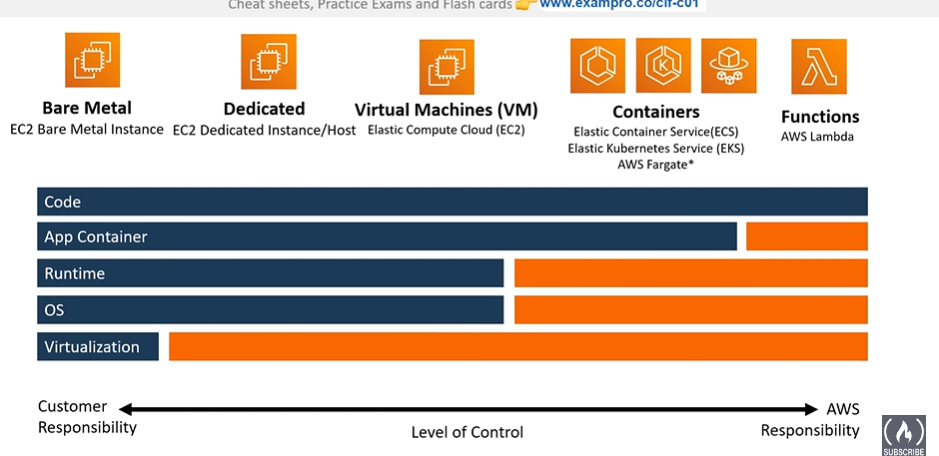 Cheat sheets, Practice Exams and Flash cards 👉 www.exampro.co/clf-c01
Bare Metal
EC2 Bare Metal Instance
Dedicated
EC2 Dedicated Instance/Host
Virtual Machines (VM)
Elastic Compute Cloud (EC2)
Containers
Elastic Container Service(ECS)
Elastic Kubernetes Service (EKS)
AWS Fargate*
Functions
AWS Lambda
Code
App Container
Runtime
OS
Virtualization
Customer
Responsibility
Level of Control
AWS
Responsibility
SUBSCRIBE